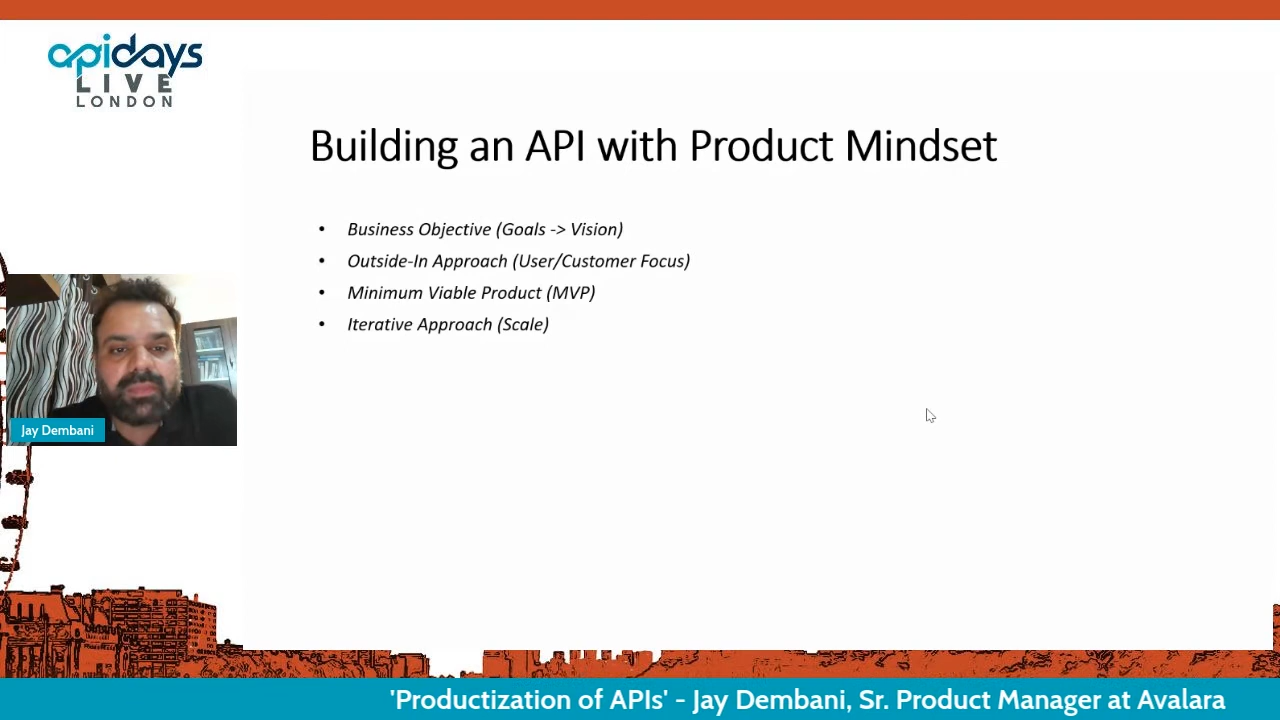 apidays
LIVE
LONDON
Building an API with Product Mindset
• Business Objective (Goals -> Vision)
• Outside-In Approach (User/Customer Focus)
• Minimum Viable Product (MVP)
• Iterative Approach (Scale)
Jay Dembani
'Productization of APIs' - Jay Dembani, Sr. Product Manager at Avalara